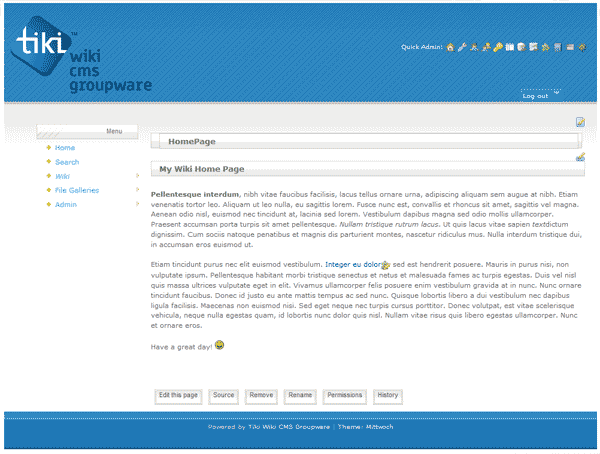 tiki TM
wiki
cms
groupware
Quick Admin:
Log out
Menu
Home
Search
Wiki
File Galleries
Admin
HomePage
My Wiki Home Page
Pellentesque interdum, nibh vitae faucibus facilisis, lacus tellus ornare urna, adipiscing aliquam sem augue at nibh. Etiam
venenatis tortor leo. Aliquam ut leo nulla, eu sagittis lorem. Fusce nunc est, convallis et rhoncus sit amet, sagittis vel magna.
Aenean odio nisl, euismod nec tincidunt at, lacinia sed lorem. Vestibulum dapibus magna sed odio mollis ullamcorper.
Praesent accumsan porta turpis sit amet pellentesque. Nullam tristique rutrum lacus. Ut quis lacus vitae sapien textdictum
dignissim. Cum sociis natoque penatibus et magnis dis parturient montes, nascetur ridiculus mus. Nulla interdum tristique dui,
in accumsan eros euismod ut.
Etiam tincidunt purus nec elit euismod vestibulum. Integer eu dolor sed est hendrerit posuere. Mauris in purus nisi, non
vulputate ipsum. Pellentesque habitant morbi tristique senectus et netus et malesuada fames ac turpis egestas. Duis vel nisl
quis massa ultrices vulputate eget in elit. Vivamus ullamcorper felis posuere enim vestibulum gravida at in nunc. Nunc ornare
tincidunt faucibus. Donec id justo eu ante mattis tempus ac sed nunc. Quisque lobortis libero a dui vestibulum nec dapibus
ligula facilisis. Maecenas non euismod nisi. Sed eget neque nec turpis cursus porttitor. Donec volutpat, est vitae scelerisque
vehicula, neque nulla egestas quam, id lobortis nunc dolor quis nisl. Nullam vitae risus quis libero egestas ullamcorper. Nunc
et ornare eros.
Have a great day!
Edit this page Source Remove Rename Permissions History
Powered by Tiki Wiki CMS Groupware | Theme: Mittwoch